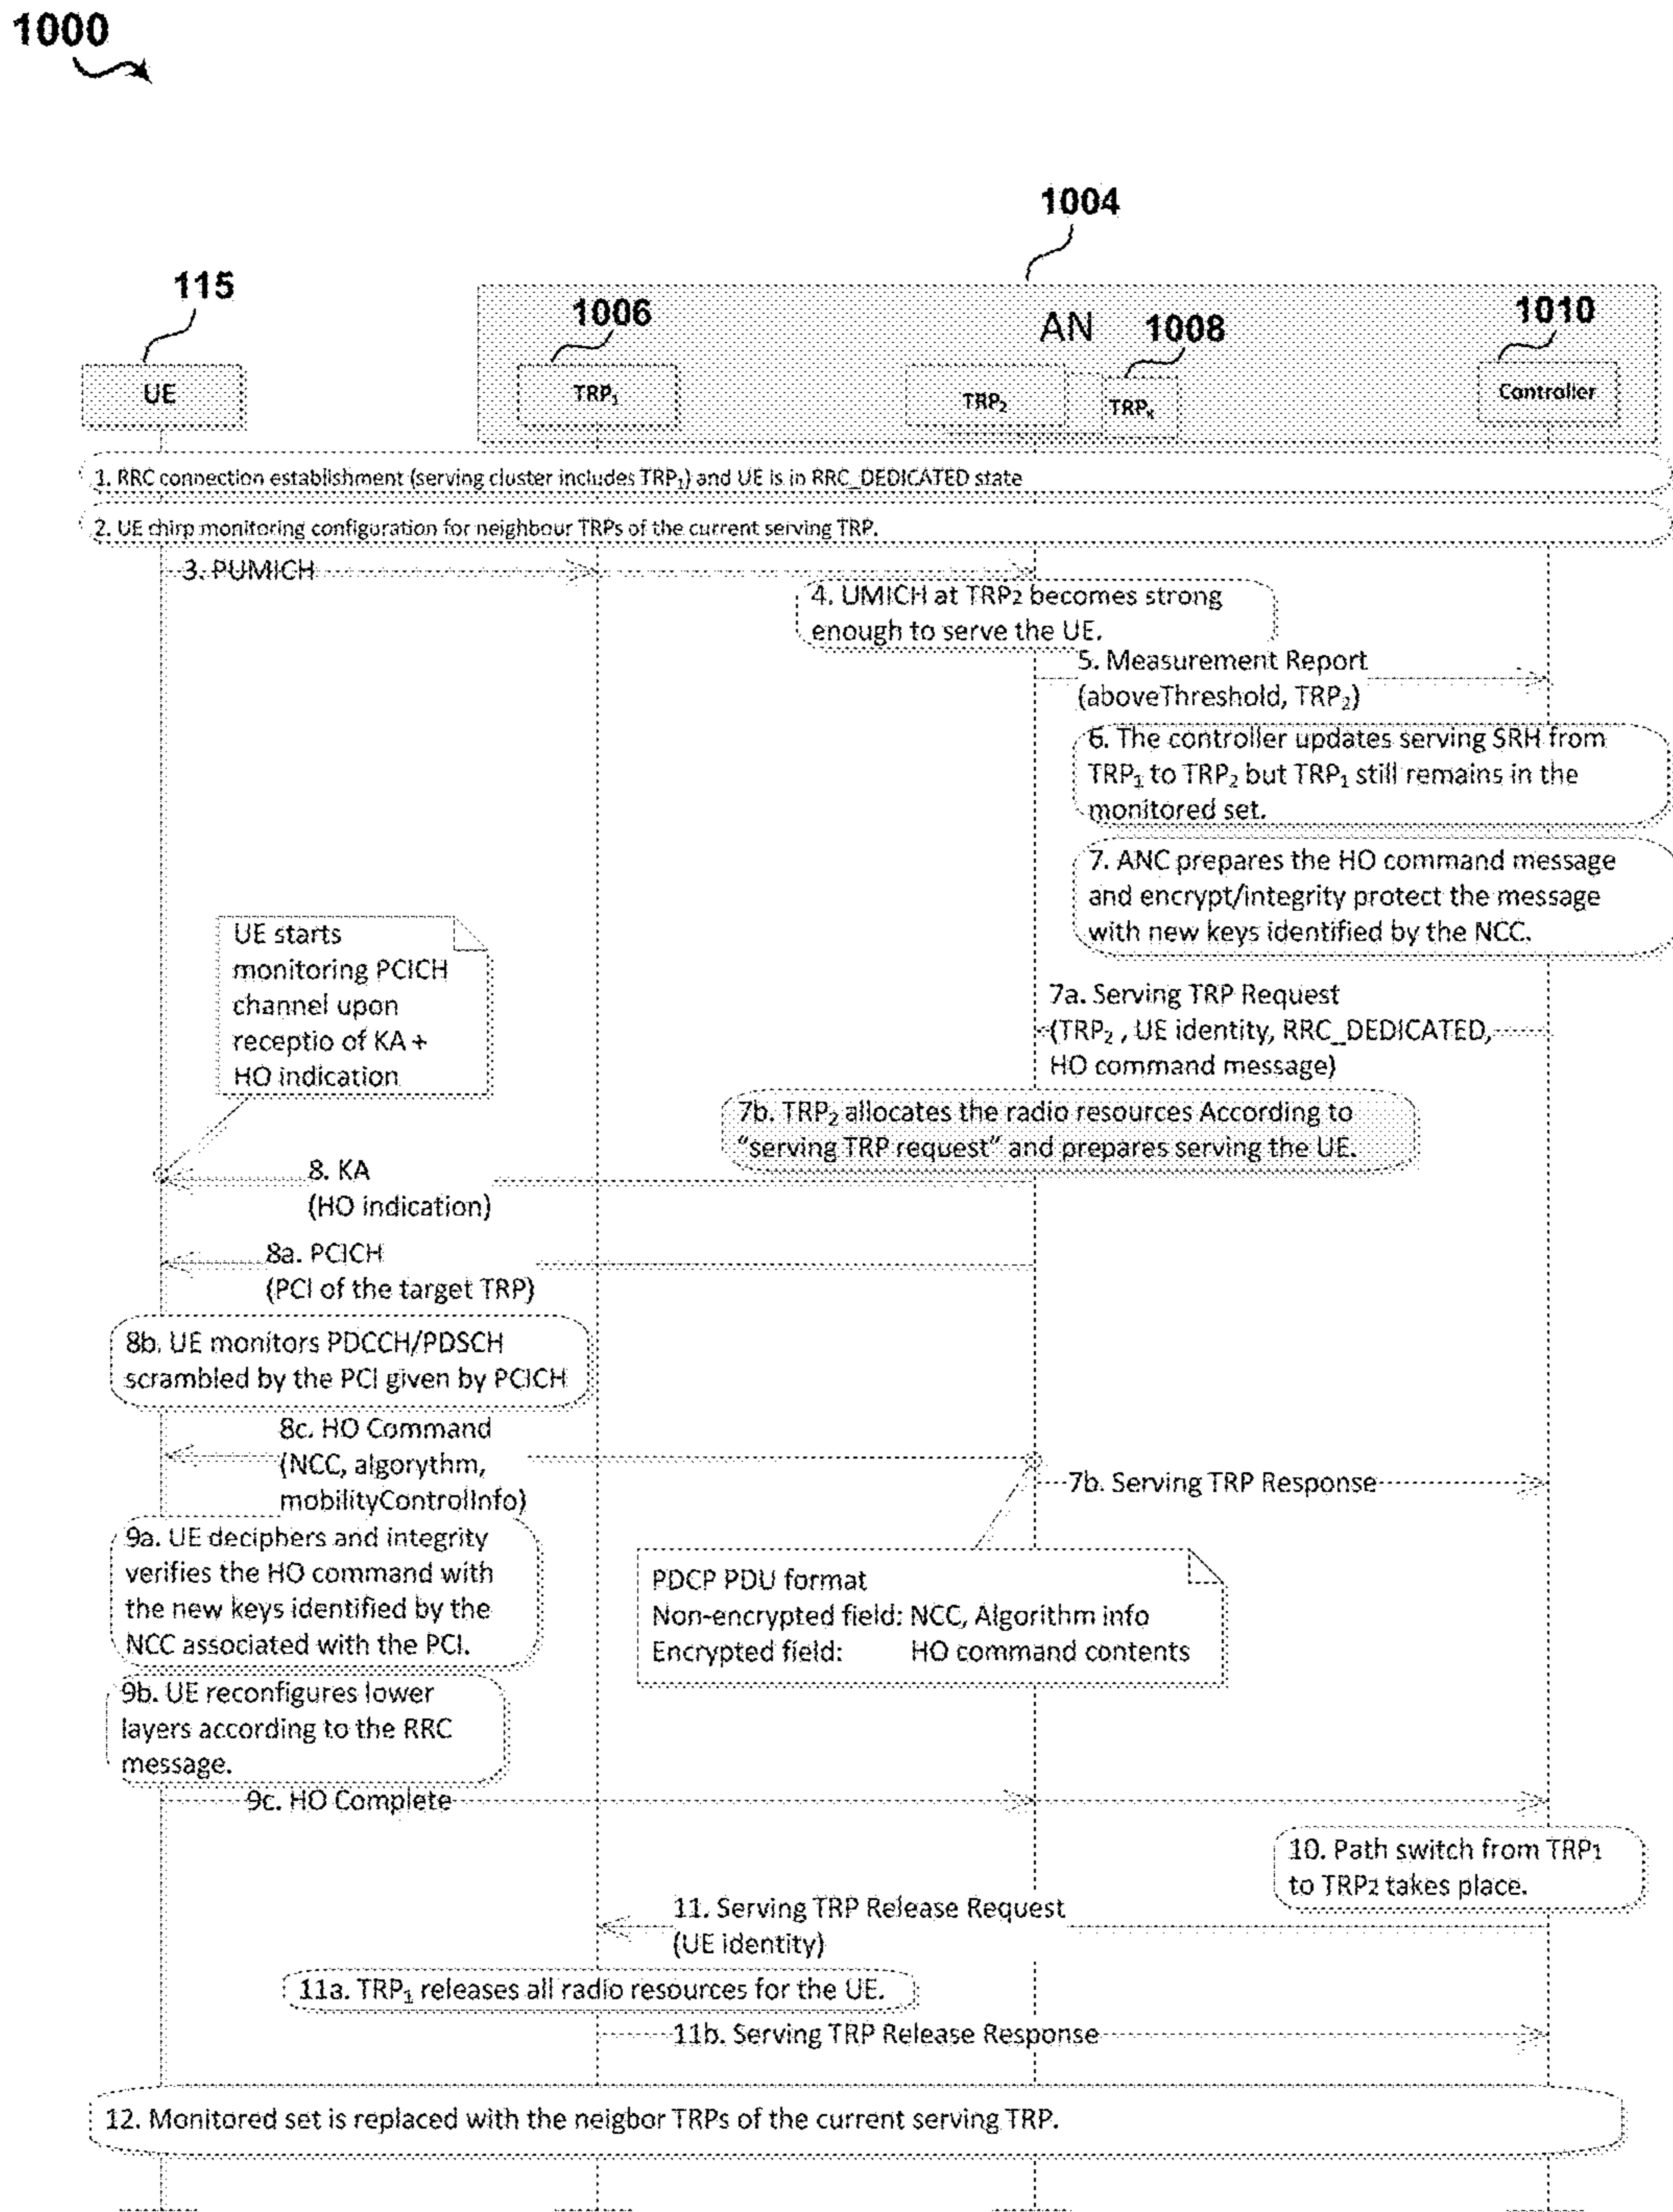 1000
1004
115
1006
AN
1008
1010
UE
TRP₁
TRP₂
TRPₓ
Controller
1. RRC connection establishment (serving cluster includes TRP₁) and UE is in RRC_DEDICATED state
2. UE chirp monitoring configuration for neighbour TRPs of the current serving TRP.
3. PUMICH
4. UMICH at TRP2 becomes strong
enough to serve the UE.
5. Measurement Report
(aboveThreshold, TRP₂)
6. The controller updates serving SRH from
TRP₁ to TRP₂ but TRP₁ still remains in the
monitored set.
7. ANC prepares the HO command message
and encrypt/integrity protect the message
with new keys identified by the NCC.
UE starts
monitoring PCICH
channel upon
receptio of KA +
HO indication
7a. Serving TRP Request
(TRP₂ , UE identity, RRC_DEDICATED,
HO command message)
7b. TRP₂ allocates the radio resources According to
“serving TRP request” and prepares serving the UE.
8. KA
(HO indication)
8a. PCICH
(PCI of the target TRP)
8b. UE monitors PDCCH/PDSCH
scrambled by the PCI given by PCICH
8c. HO Command
(NCC, algorythm,
mobilityControlInfo)
7b. Serving TRP Response
9a. UE deciphers and integrity
verifies the HO command with
the new keys identified by the
NCC associated with the PCI.
PDCP PDU format
Non-encrypted field: NCC, Algorithm info
Encrypted field: HO command contents
9b. UE reconfigures lower
layers according to the RRC
message.
9c. HO Complete
10. Path switch from TRP1
to TRP2 takes place.
11. Serving TRP Release Request
(UE identity)
11a. TRP₁ releases all radio resources for the UE.
11b. Serving TRP Release Response
12. Monitored set is replaced with the neigbor TRPs of the current serving TRP.